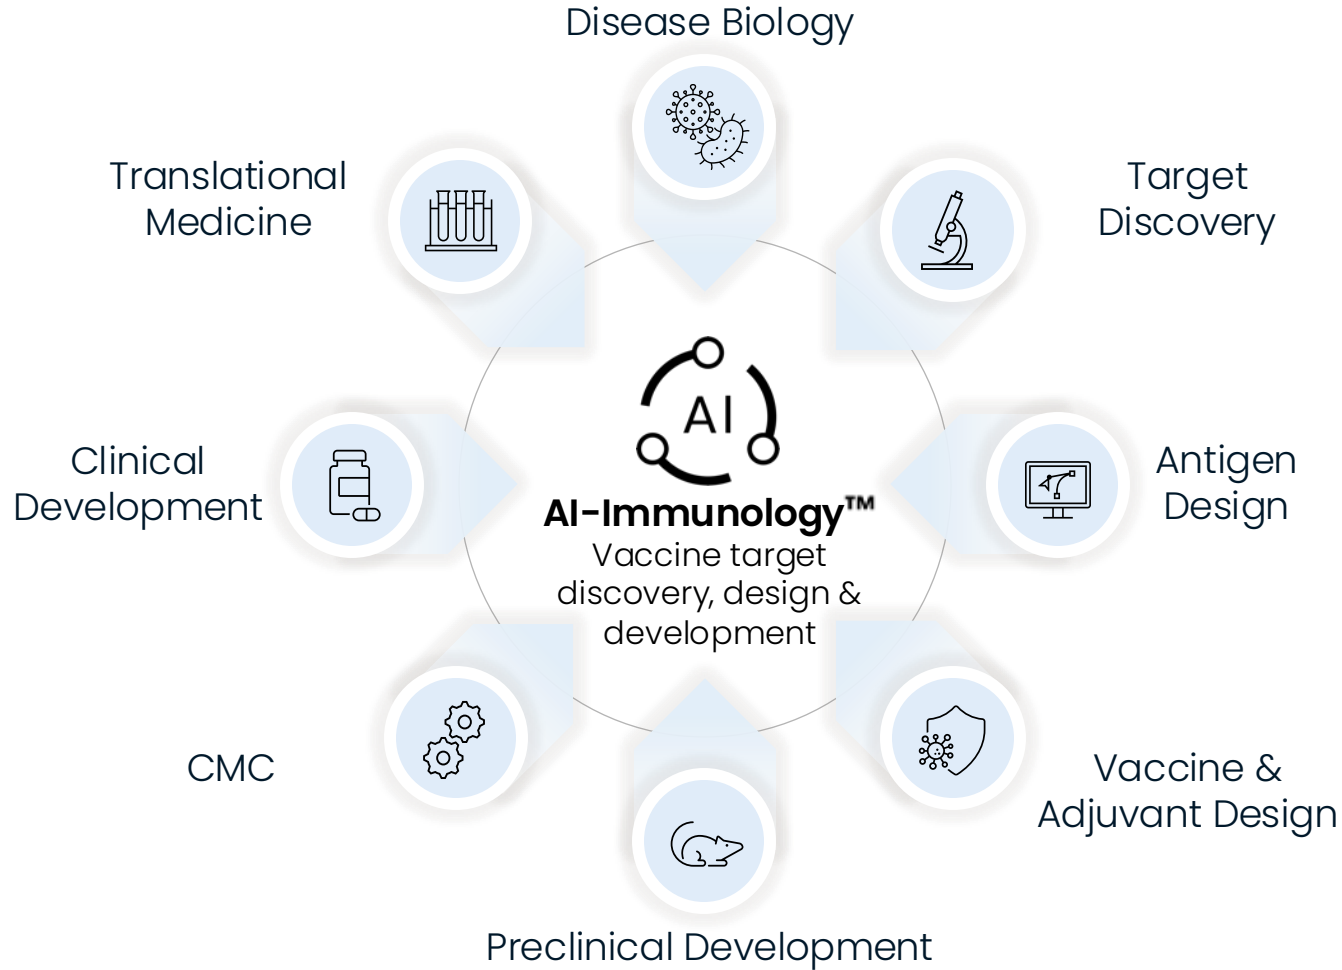 Disease Biology
Translational
Medicine
Target
Discovery
AI
Clinical
Development
Antigen
Design
AI-Immunology™
Vaccine target
discovery, design &
development
CMC
Vaccine &
Adjuvant Design
Preclinical Development